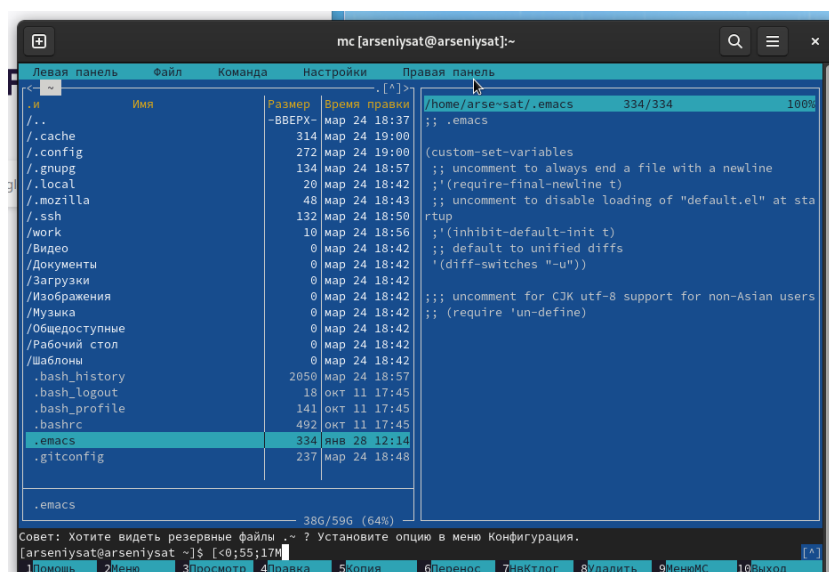 mc [arseniysat@arseniysat]:~
Левая панель Файл Команда Настройки Правая панель
<- ~ .[^]>
.и Имя Размер Время правки
/.. -ВВЕРХ- мар 24 18:37
/.cache 314 мар 24 19:00
/.config 272 мар 24 19:00
/.gnupg 134 мар 24 18:57
/.local 20 мар 24 18:42
/.mozilla 48 мар 24 18:43
/.ssh 132 мар 24 18:50
/work 10 мар 24 18:56
/Видео 0 мар 24 18:42
/Документы 0 мар 24 18:42
/Загрузки 0 мар 24 18:42
/Изображения 0 мар 24 18:42
/Музыка 0 мар 24 18:42
/Общедоступные 0 мар 24 18:42
/Рабочий стол 0 мар 24 18:42
/Шаблоны 0 мар 24 18:42
.bash_history 2050 мар 24 18:57
.bash_logout 18 окт 11 17:45
.bash_profile 141 окт 11 17:45
.bashrc 492 окт 11 17:45
.emacs 334 янв 28 12:14
.gitconfig 237 мар 24 18:48
.emacs
38G/59G (64%)
/home/arse~sat/.emacs 334/334 100%
;; .emacs
(custom-set-variables
;; uncomment to always end a file with a newline
;'(require-final-newline t)
;; uncomment to disable loading of "default.el" at sta
rtup
;'(inhibit-default-init t)
;; default to unified diffs
'(diff-switches "-u"))
;;; uncomment for CJK utf-8 support for non-Asian users
;; (require 'un-define)
Совет: Хотите видеть резервные файлы .~ ? Установите опцию в меню Конфигурация.
[arseniysat@arseniysat ~]$ [<0;55;17M [^]
1Помощь 2Меню 3Просмотр 4Правка 5Копия 6Перенос 7НвКтлог 8Удалить 9МенюMC 10Выход